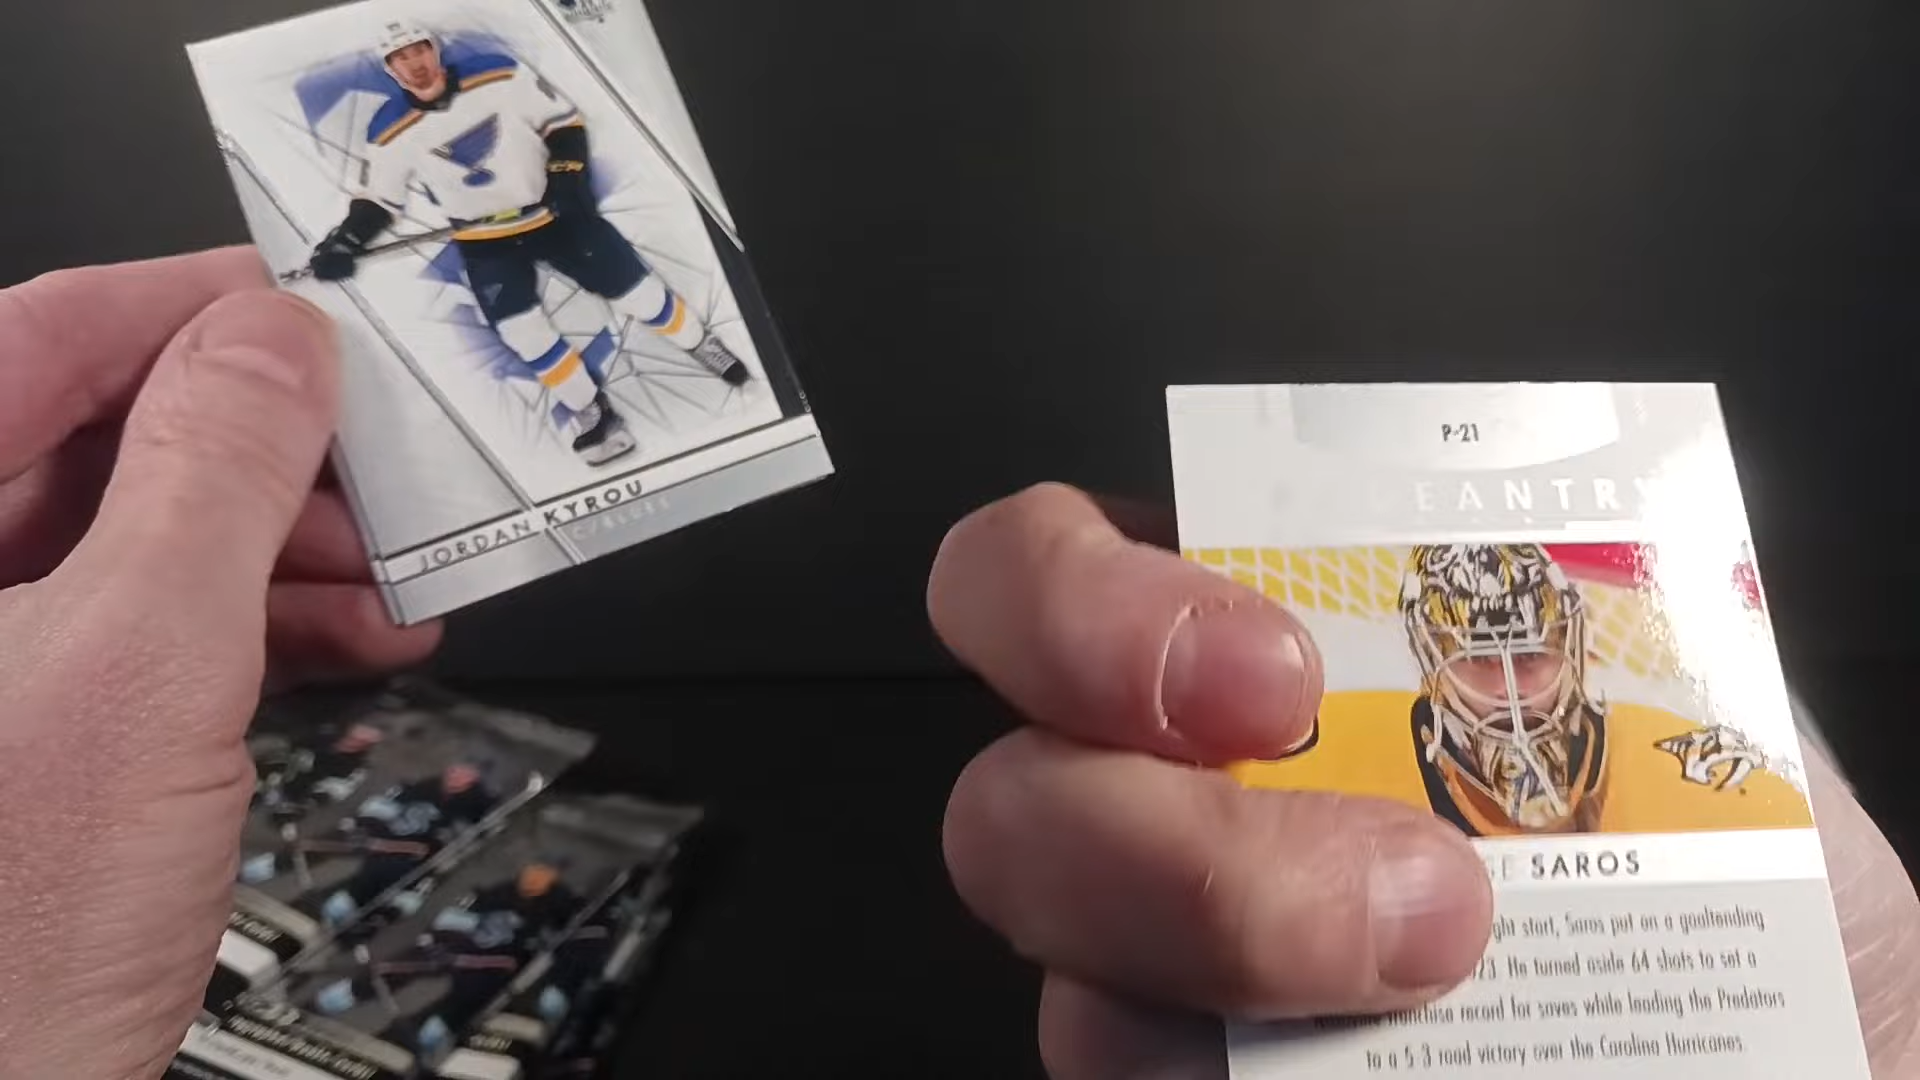 JORDAN KYROU
P-21
EANTRY
SAROS
ght start, Saros put on a goaltending
23. He turned aside 64 shots to set a
franchise record for saves while leading the Predators
to a 5-3 road victory over the Carolina Hurricanes.